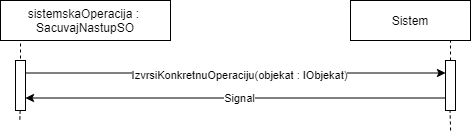 sistemskaOperacija :
SacuvajNastupSO
Sistem
IzvrsiKonkretnuOperaciju(objekat : IObjekat)
Signal